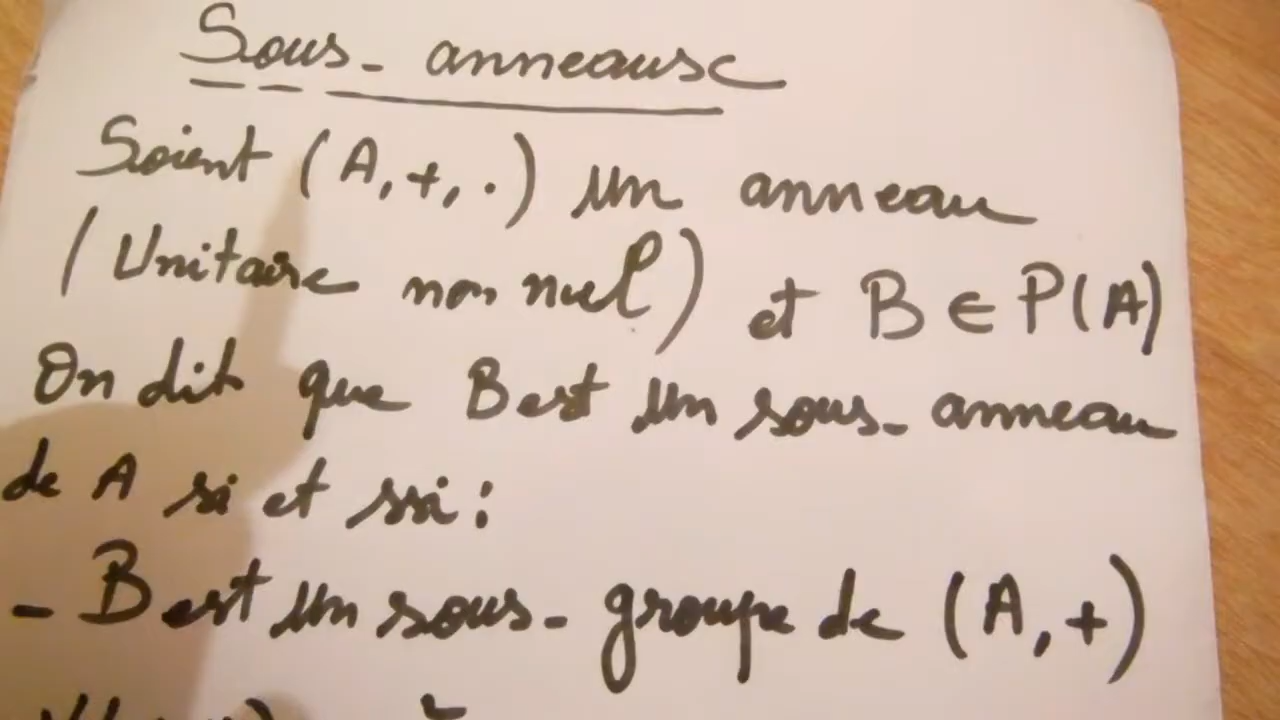 Sous-anneaux
Soient (A, +, .) un anneau
(Unitaire non nul) et B ∈ P(A)
On dit que B est un sous-anneau
de A si et ssi :
- B est un sous-groupe de (A, +)